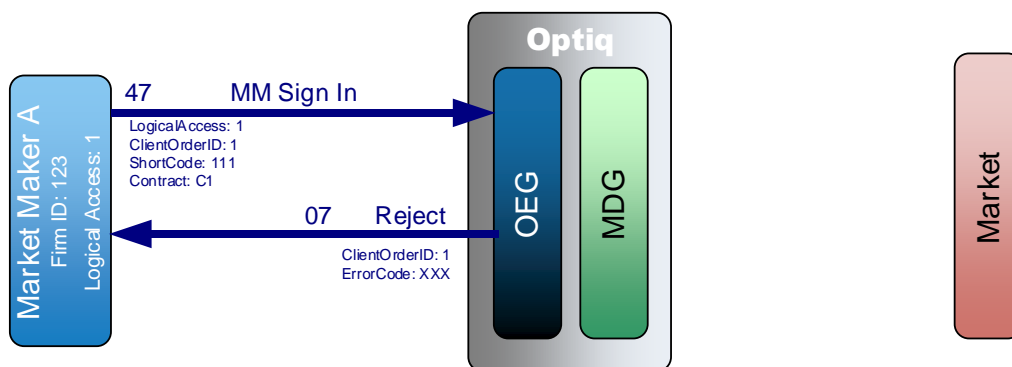 Optiq
47 MM Sign In
LogicalAccess: 1
ClientOrderID: 1
ShortCode: 111
Contract: C1
Market Maker A
Firm ID: 123
Logical Access: 1
07 Reject
ClientOrderID: 1
ErrorCode: XXX
OEG
MDG
Market